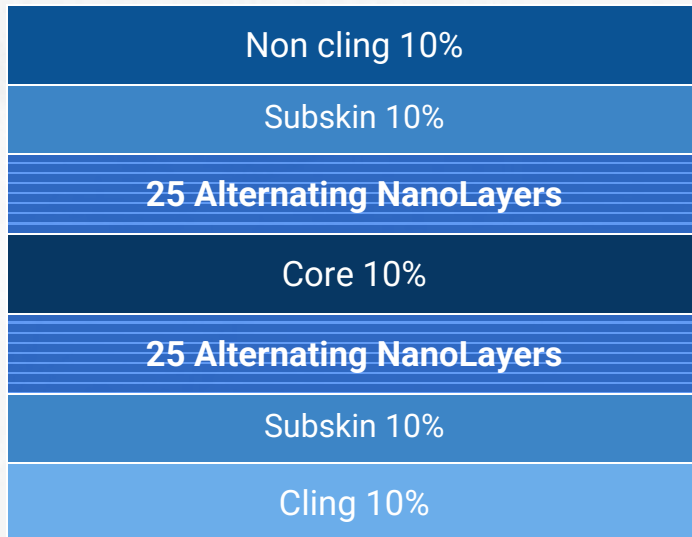 Non cling 10%
Subskin 10%
25 Alternating NanoLayers
Core 10%
25 Alternating NanoLayers
Subskin 10%
Cling 10%